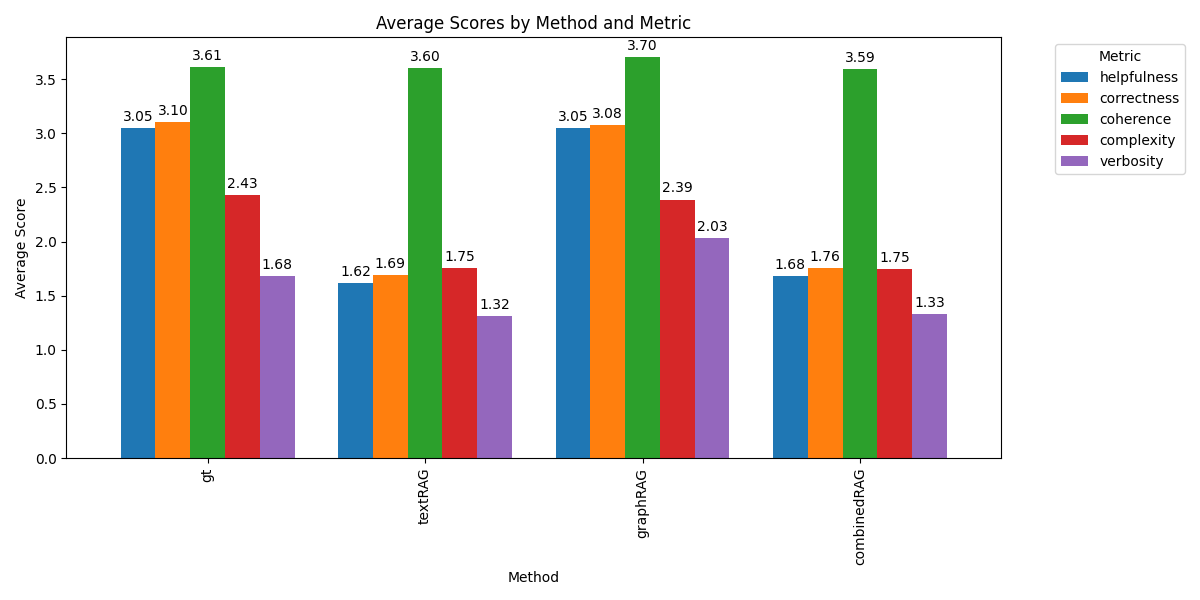 Average Scores by Method and Metric
Average Score
3.5
3.0
2.5
2.0
1.5
1.0
0.5
0.0
3.05
3.10
3.61
2.43
1.68
1.62
1.69
3.60
1.75
1.32
3.05
3.08
3.70
2.39
2.03
1.68
1.76
3.59
1.75
1.33
gt
textRAG
graphRAG
combinedRAG
Method
Metric
helpfulness
correctness
coherence
complexity
verbosity